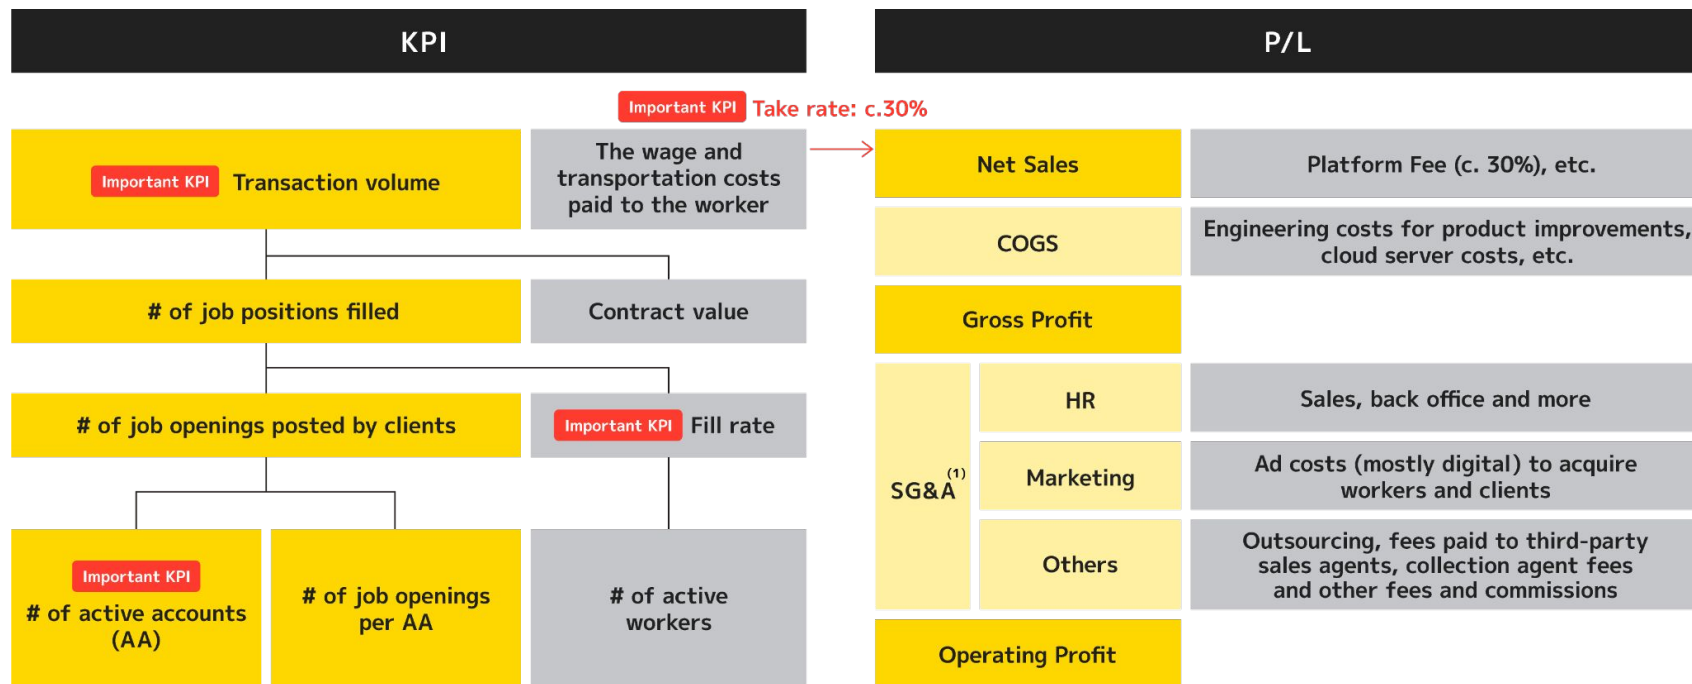 KPI
Important KPI Take rate: c.30%
Important KPI Transaction volume
The wage and
transportation costs
paid to the worker
# of job positions filled
Contract value
# of job openings posted by clients
Important KPI Fill rate
Important KPI
# of active accounts
(AA)
# of job openings
per AA
# of active
workers
P/L
Net Sales
Platform Fee (c. 30%), etc.
COGS
Engineering costs for product improvements,
cloud server costs, etc.
Gross Profit
SG&A(1)
HR
Sales, back office and more
Marketing
Ad costs (mostly digital) to acquire
workers and clients
Others
Outsourcing, fees paid to third-party
sales agents, collection agent fees
and other fees and commissions
Operating Profit